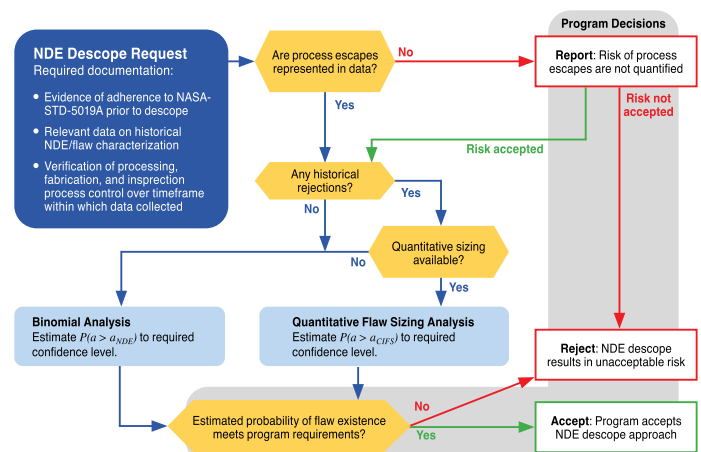 Program Decisions
NDE Descope Request
Required documentation:
• Evidence of adherence to NASA-
STD-5019A prior to descope
• Relevant data on historical
NDE/flaw characterization
• Verification of processing,
fabrication, and insprection
process control over timeframe
within which data collected
Are process escapes
represented in data?
No
Report: Risk of process
escapes are not quantified
Yes
Risk not
accepted
Risk accepted
Any historical
rejections?
Yes
No
Quantitative sizing
available?
No
Yes
Binomial Analysis
Estimate P(a > aNDE) to required
confidence level.
Quantitative Flaw Sizing Analysis
Estimate P(a > aCIFS) to required
confidence level.
Reject: NDE descope
results in unacceptable risk
Estimated probability of flaw existence
meets program requirements?
No
Yes
Accept: Program accepts
NDE descope approach